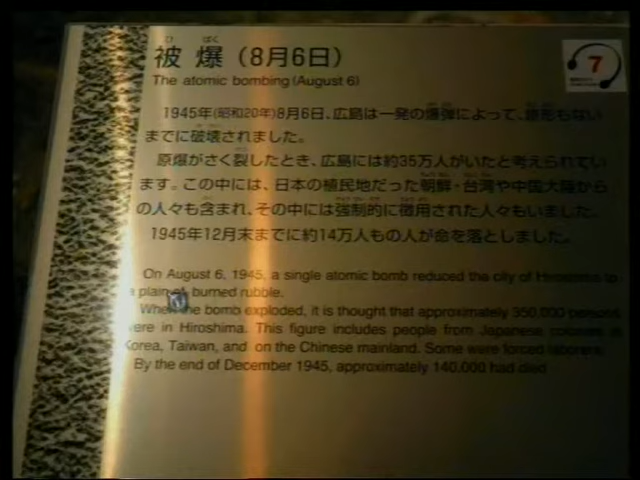 被爆（8月6日）
The atomic bombing (August 6)
7
1945年(昭和20年)8月6日、広島は一発の爆弾によって、原形もない
までに破壊されました。
原爆がさく裂したとき、広島には約35万人がいたと考えられてい
ます。この中には、日本の植民地だった朝鮮・台湾や中国大陸から
の人々も含まれ、その中には強制的に徴用された人々もいました。
1945年12月末までに約14万人もの人が命を落としました。
On August 6, 1945, a single atomic bomb reduced the city of Hiroshima to
a plain of burned rubble.
When the bomb exploded, it is thought that approximately 350,000 persons
were in Hiroshima. This figure includes people from Japanese colonies in
Korea, Taiwan, and on the Chinese mainland. Some were forced laborers.
By the end of December 1945, approximately 140,000 had died